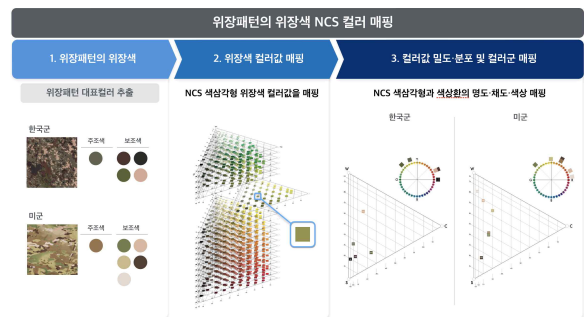 위장패턴의 위장색 NCS 컬러 매핑
1. 위장패턴의 위장색
2. 위장색 컬러값 매핑
3. 컬러값 밀도·분포 및 컬러군 매핑
위장패턴 대표컬러 추출
NCS 색삼각형 위장색 컬러값을 매핑
NCS 색삼각형과 색상환의 명도·채도·색상 매핑
한국군
주조색
보조색
미군
주조색
보조색
한국군
미군
W
S
C
W
S
C